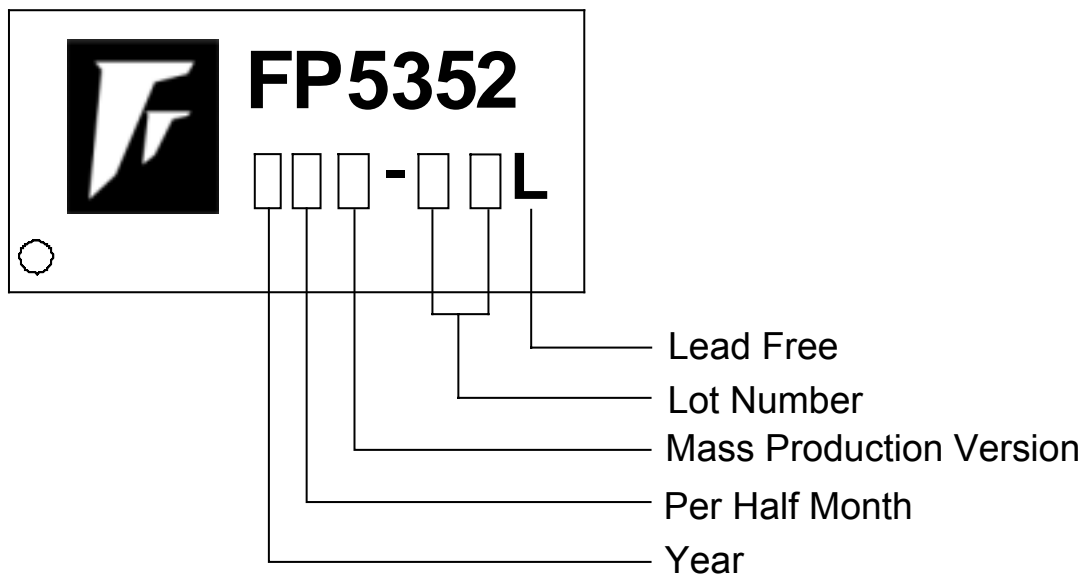 FP5352
- L
Lead Free
Lot Number
Mass Production Version
Per Half Month
Year